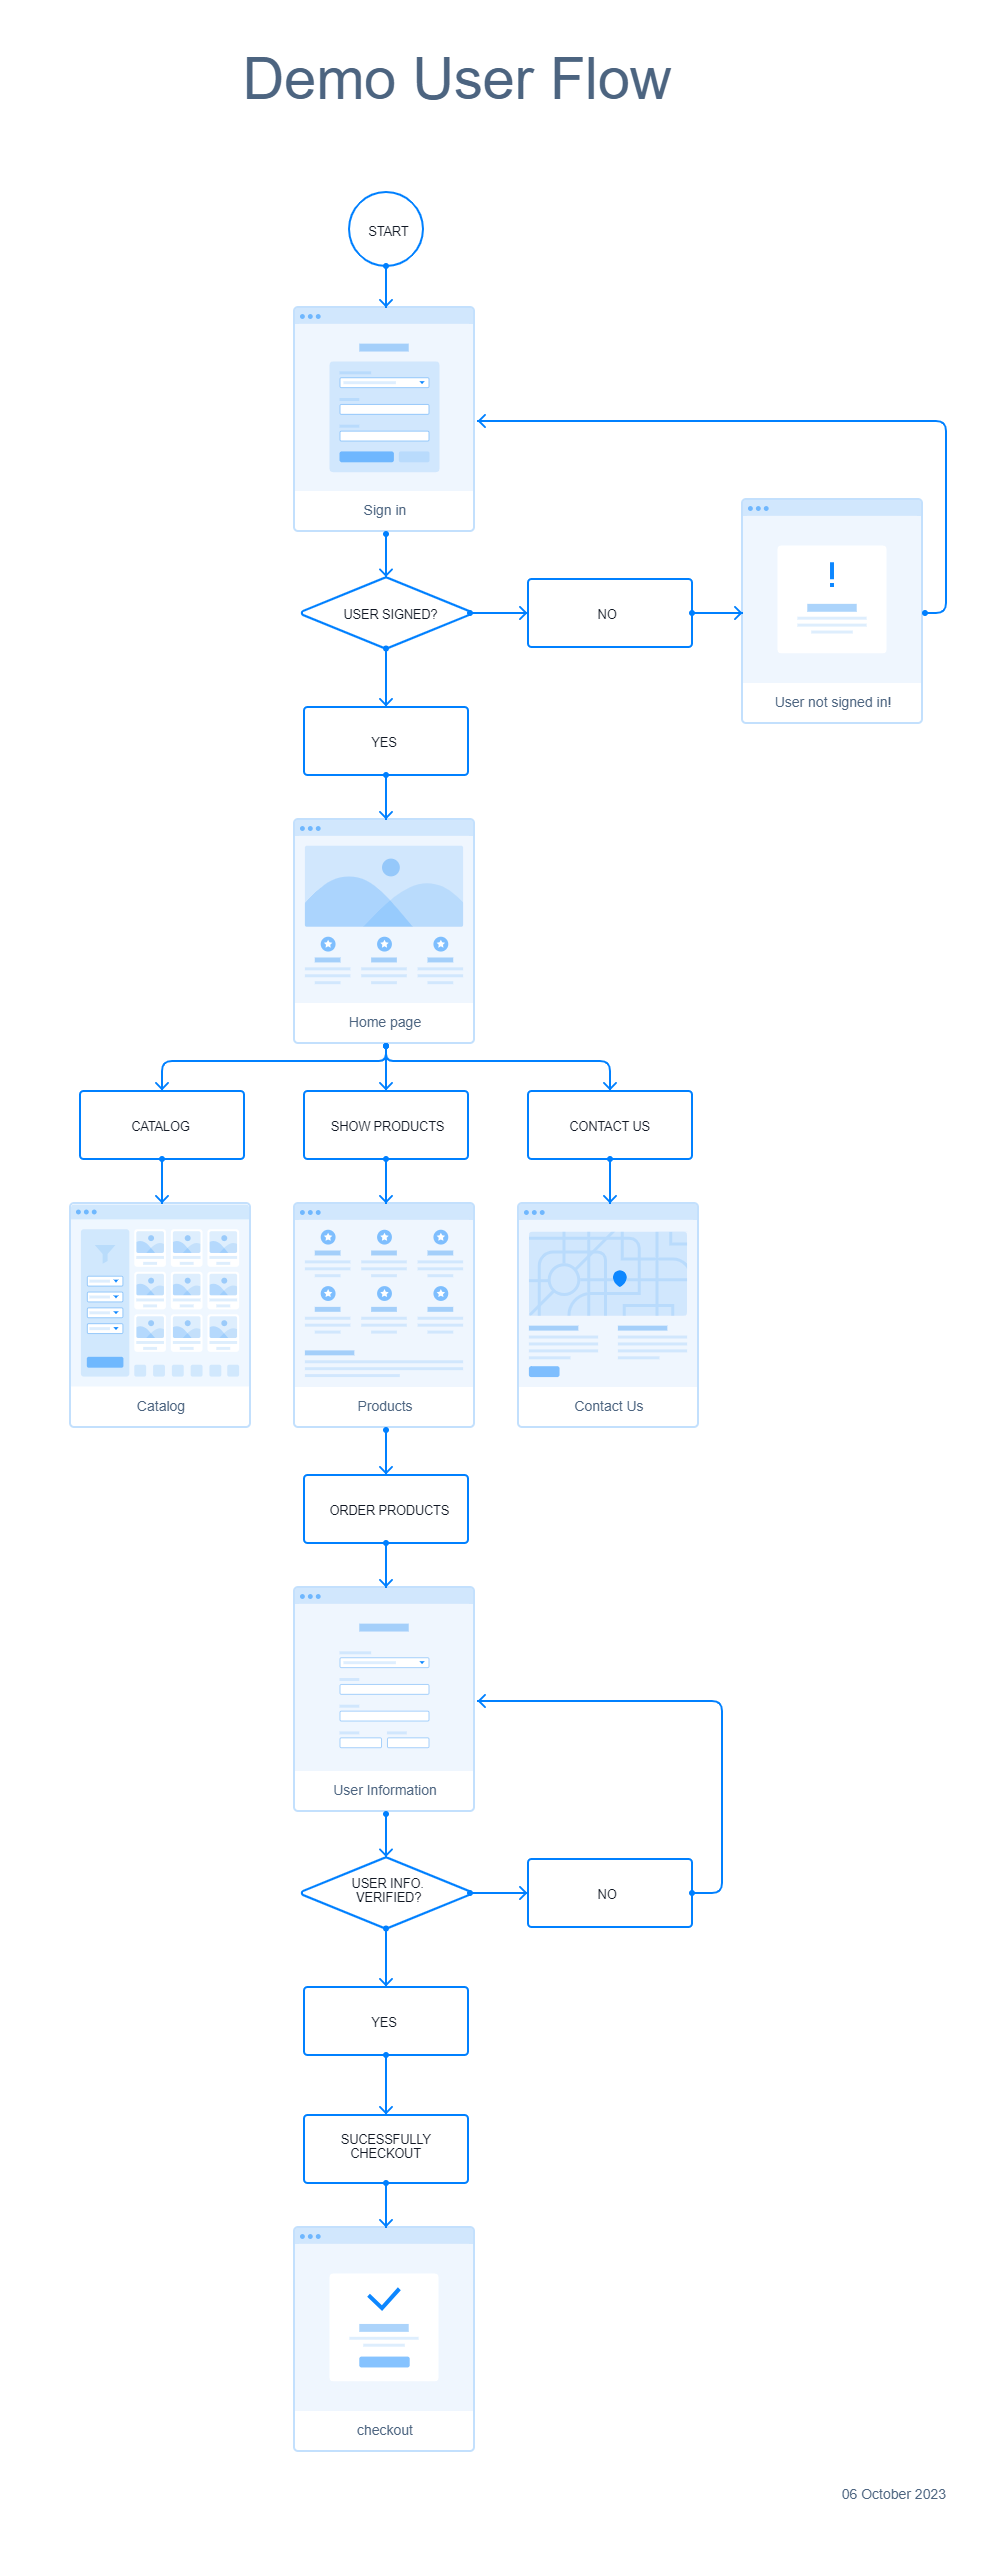 Demo User Flow
START
Sign in
USER SIGNED?
NO
User not signed in!
YES
Home page
CATALOG
SHOW PRODUCTS
CONTACT US
Catalog
Products
Contact Us
ORDER PRODUCTS
User Information
USER INFO.
VERIFIED?
NO
YES
SUCESSFULLY
CHECKOUT
checkout
06 October 2023